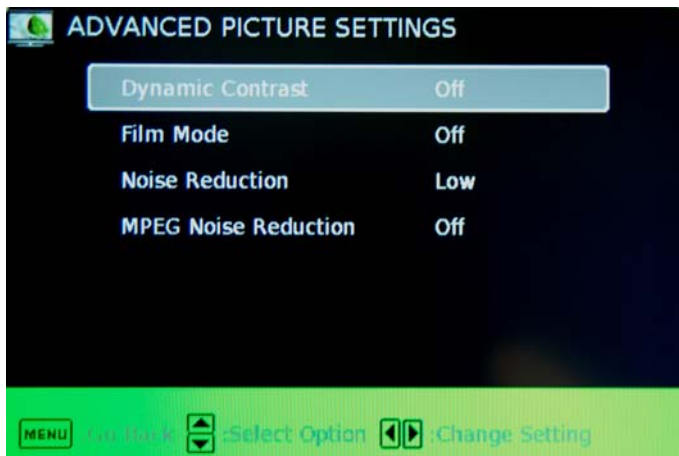 ADVANCED PICTURE SETTINGS
Dynamic Contrast Off
Film Mode Off
Noise Reduction Low
MPEG Noise Reduction Off
MENU Go Back :Select Option :Change Setting